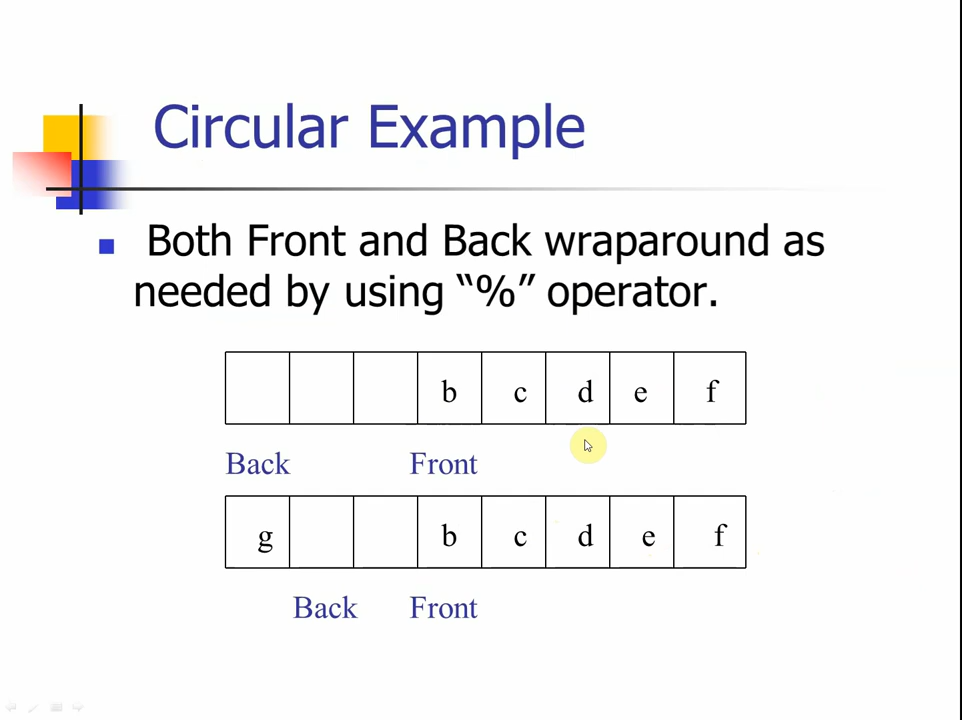 Circular Example
Both Front and Back wraparound as
needed by using “%” operator.
b c d e f
Back Front
g b c d e f
Back Front